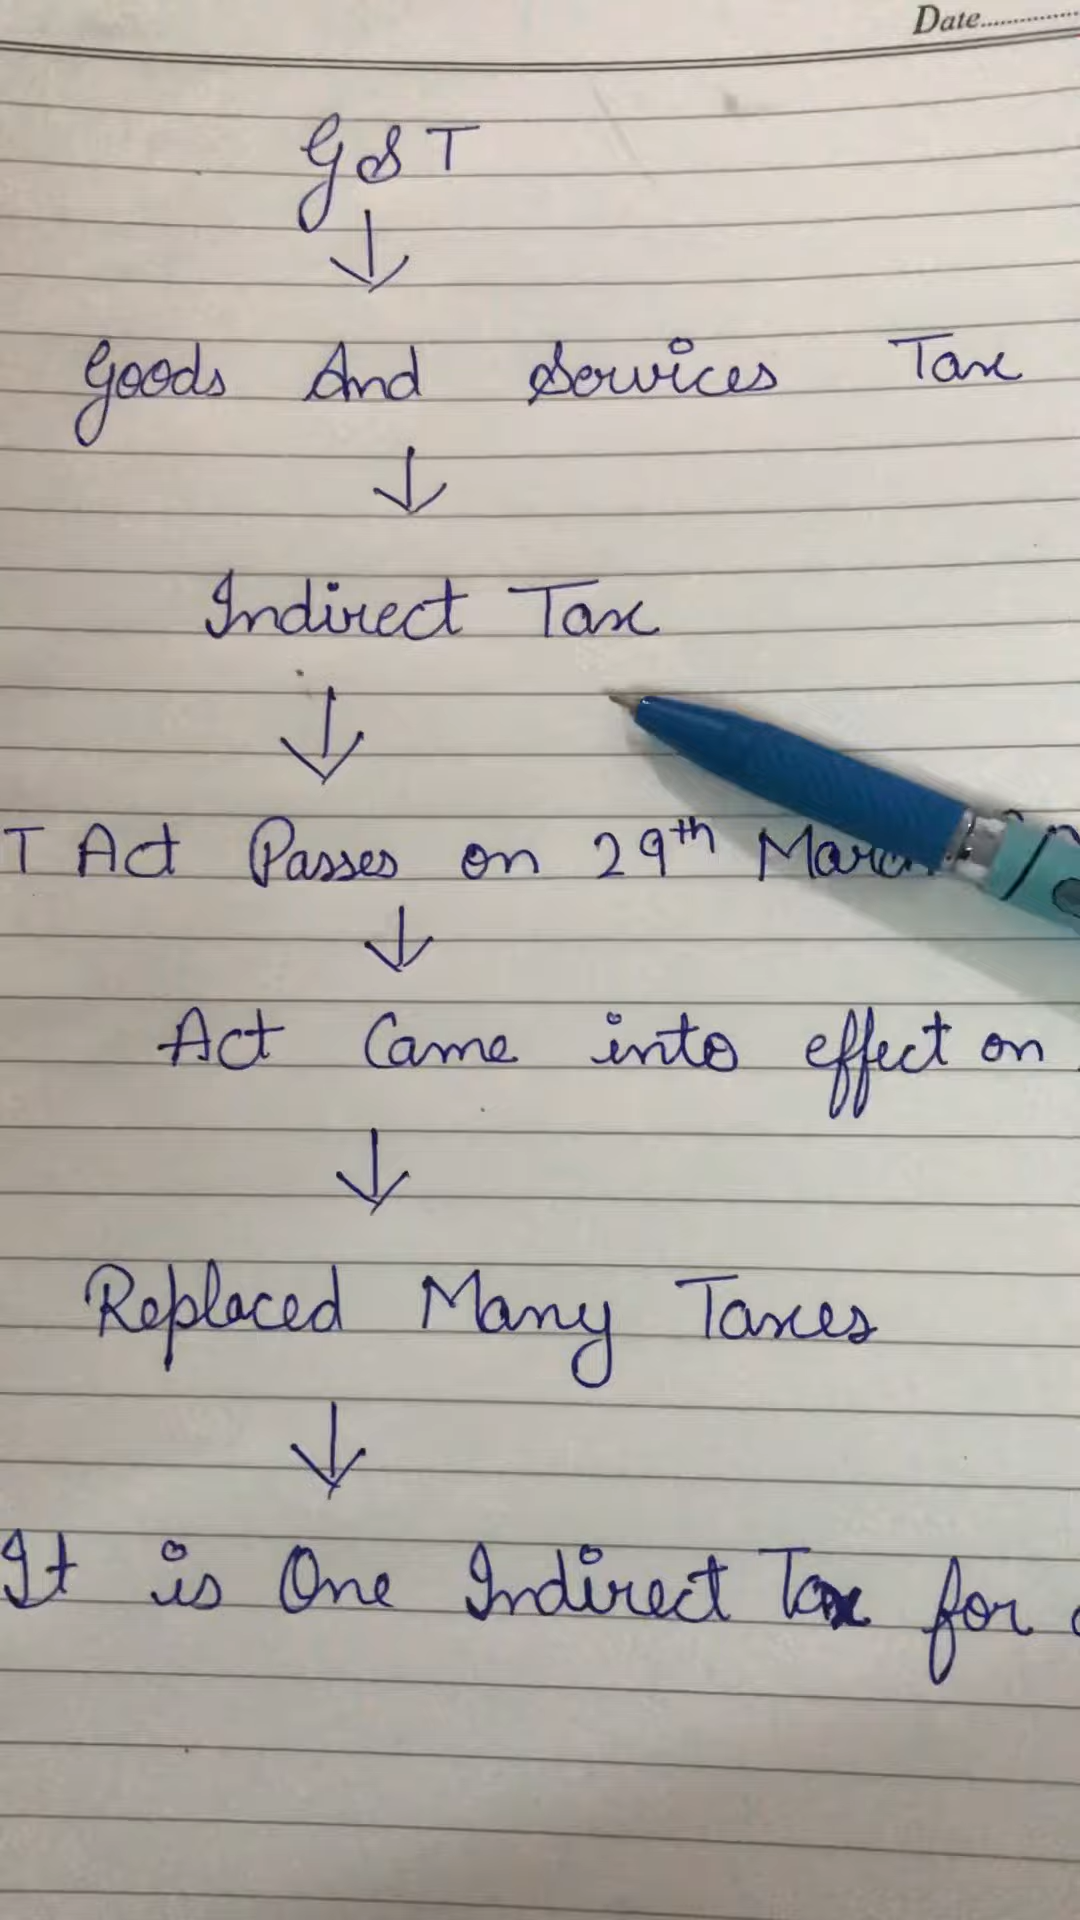 Date..............
GST
↓
Goods And Services Tax
↓
Indirect Tax
↓
T Act Passes on 29th March
↓
Act Came into effect on
↓
Replaced Many Taxes
↓
It is One Indirect Tax for